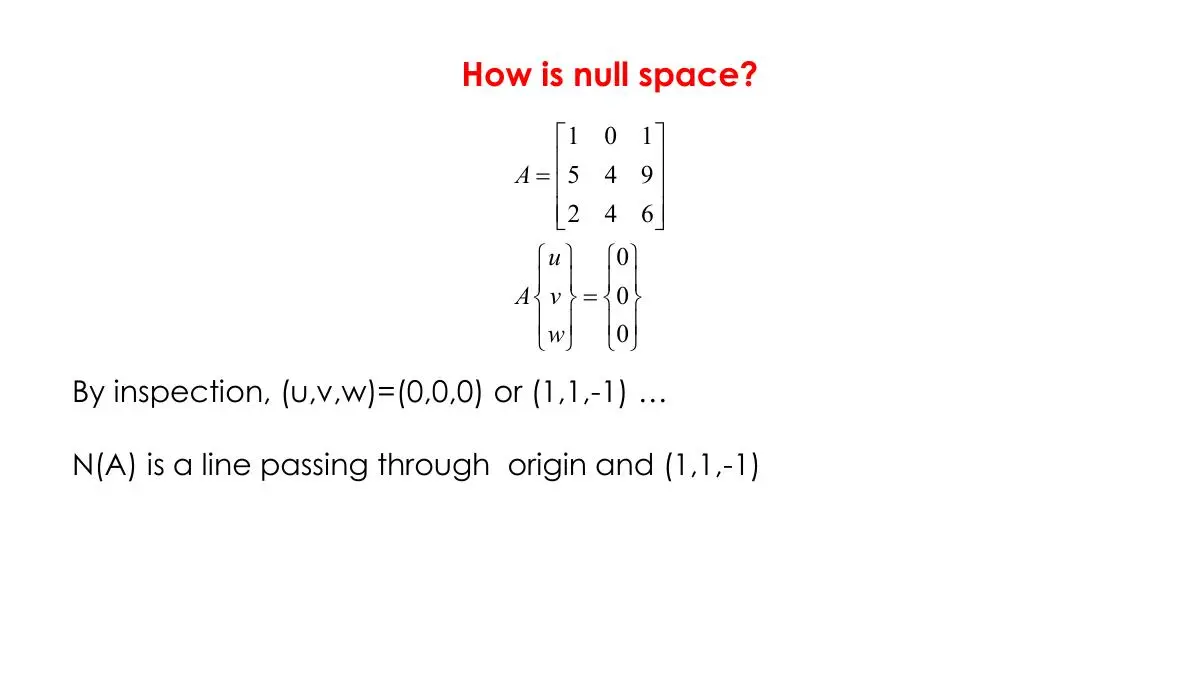 How is null space?
A = [1 0 1
5 4 9
2 4 6]
A {u
v
w} = {0
0
0}
By inspection, (u,v,w)=(0,0,0) or (1,1,-1) …
N(A) is a line passing through  origin and (1,1,-1)